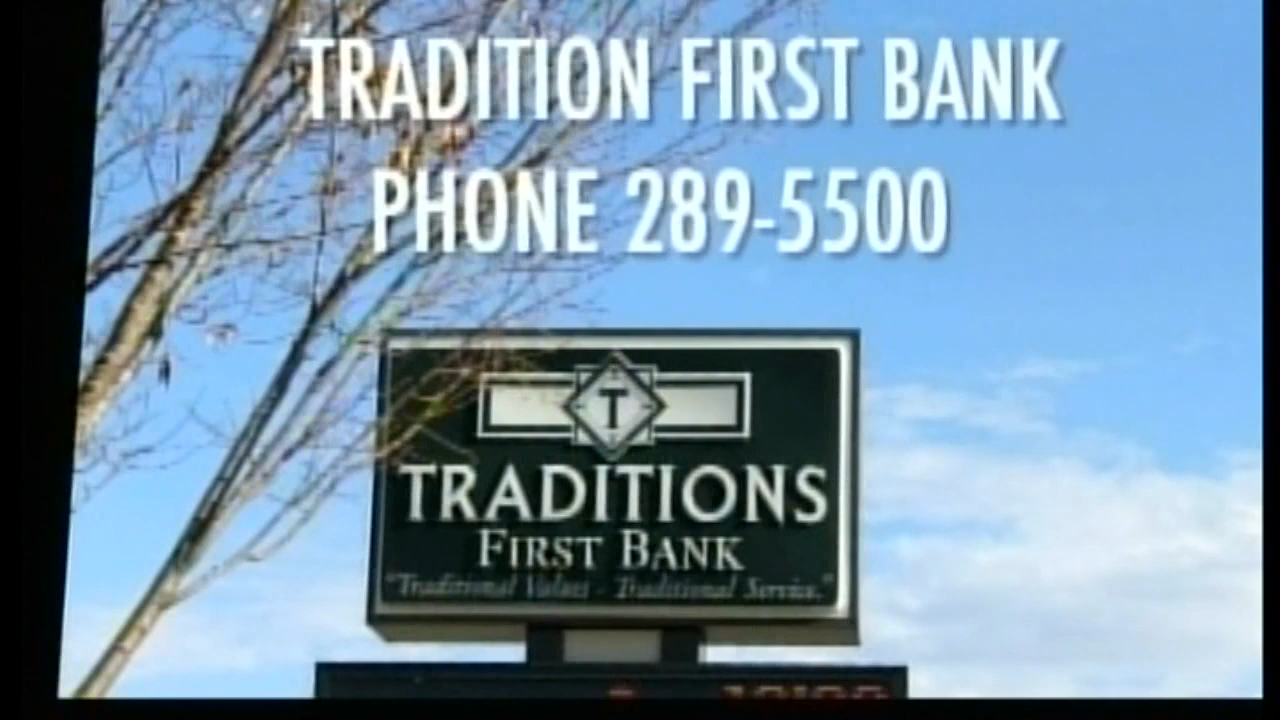 TRADITION FIRST BANK
PHONE 289-5500
T
TRADITIONS
FIRST BANK
"Traditional Values - Traditional Service."